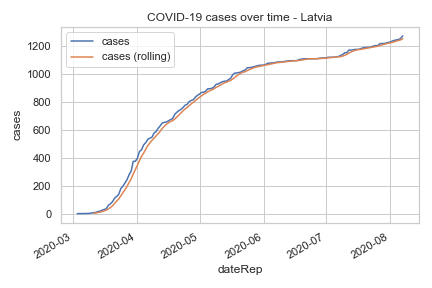 COVID-19 cases over time - Latvia
cases
cases (rolling)
1200
1000
800
600
400
200
0
cases
2020-03
2020-04
2020-05
2020-06
2020-07
2020-08
dateRep